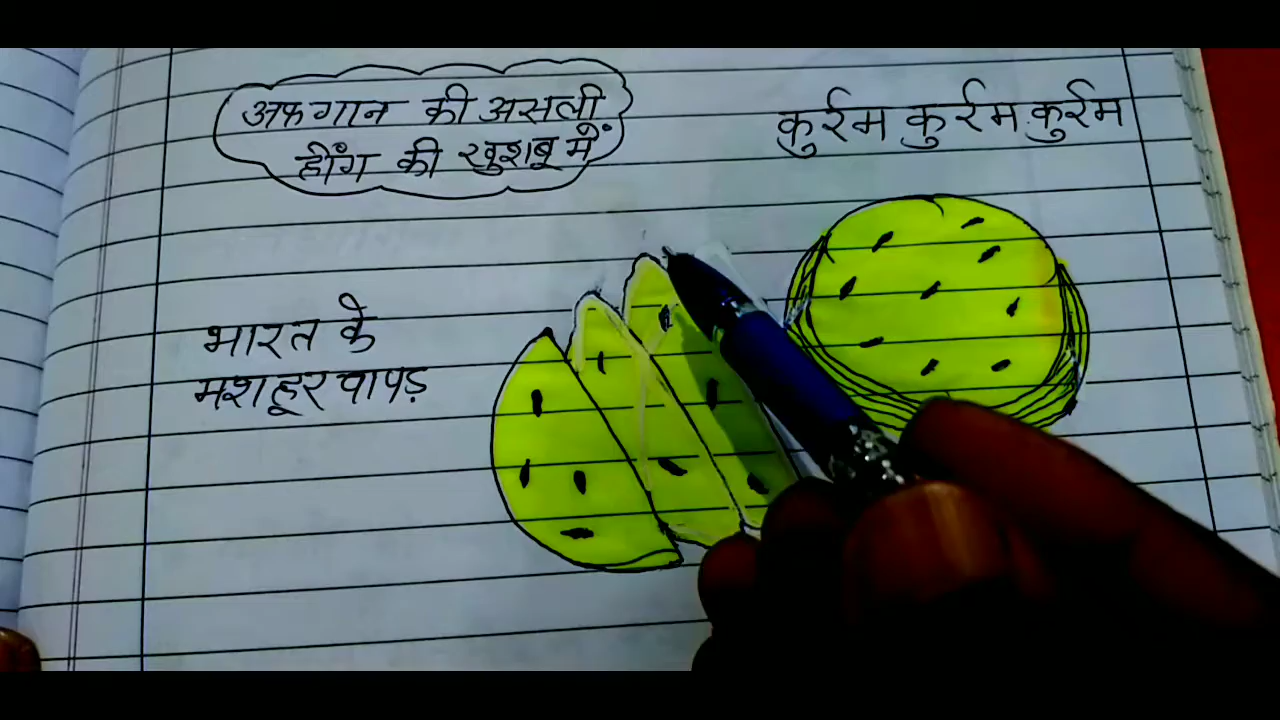 अफगान की असली
हींग की खुशबू में
कुर्रम कुर्रम कुर्रम
भारत के
मशहूर पापड़